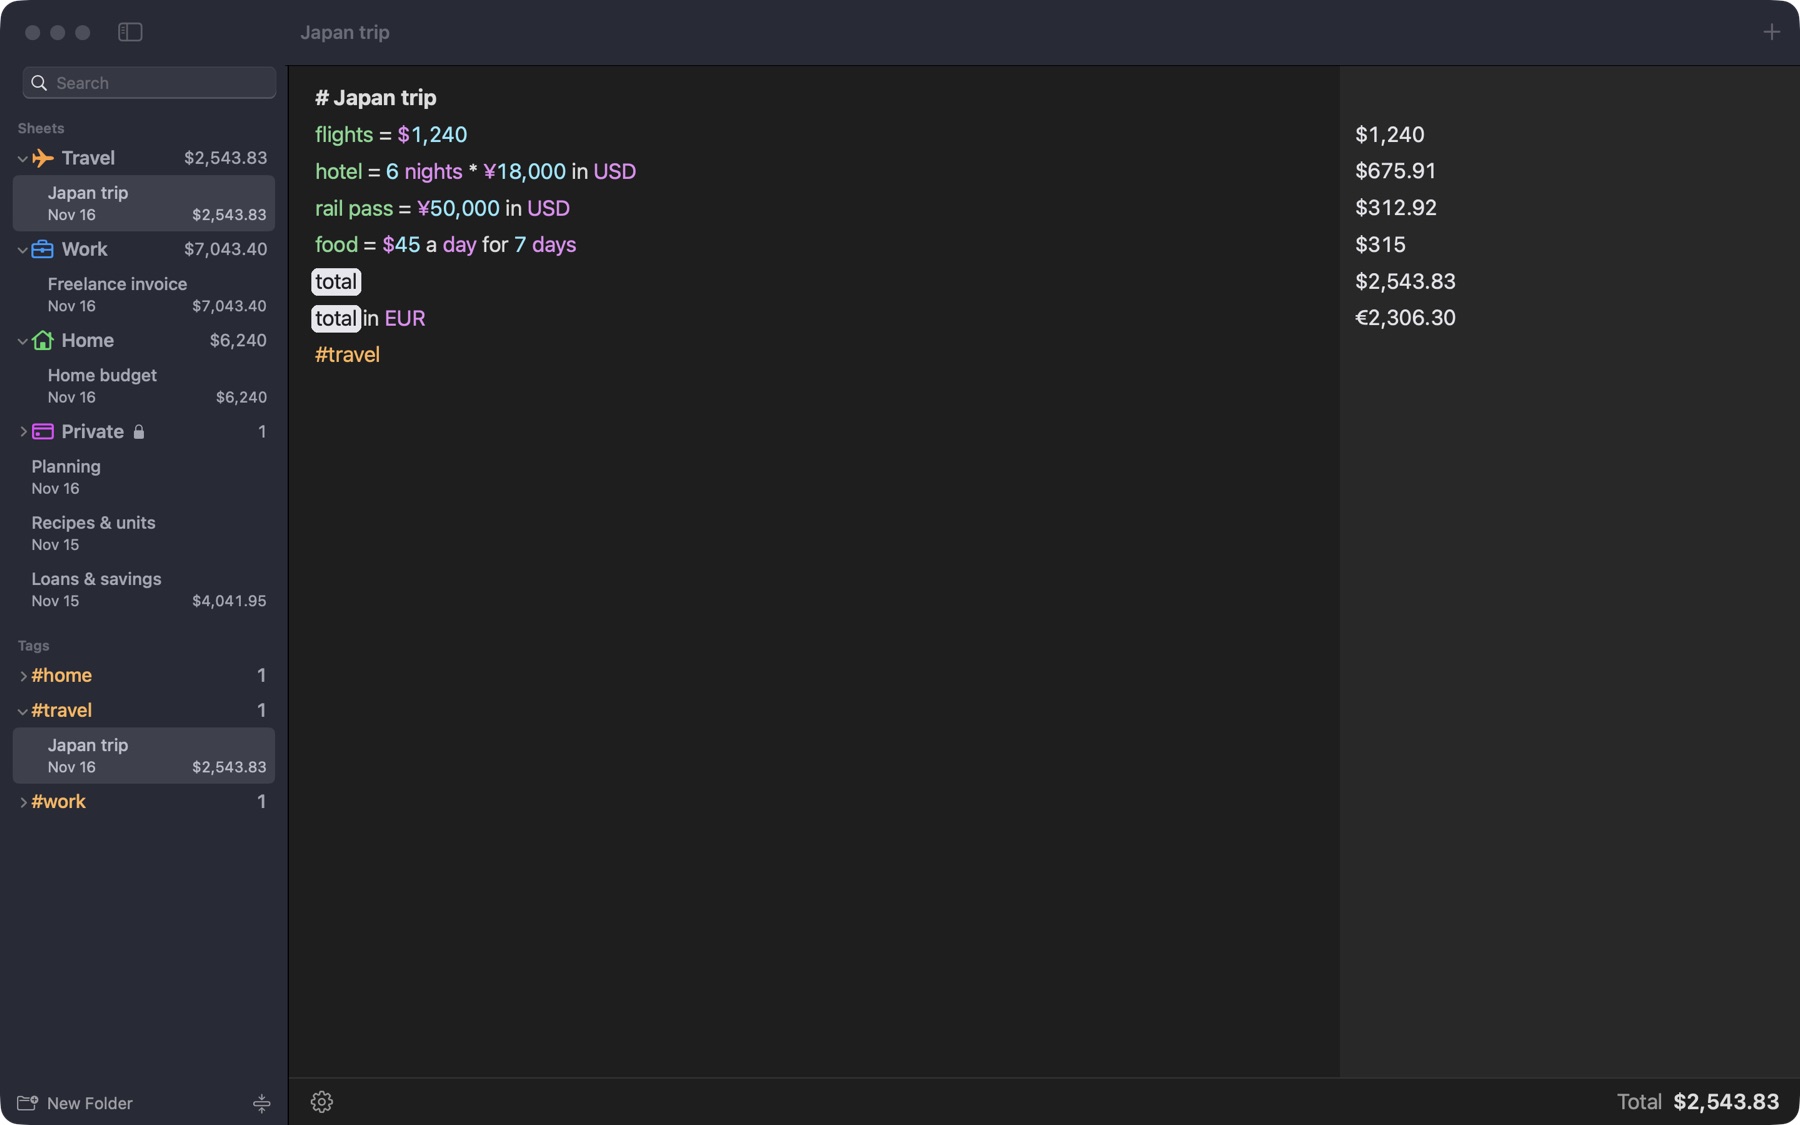 Japan trip
Search
Sheets
Travel $2,543.83
Japan trip
Nov 16 $2,543.83
Work $7,043.40
Freelance invoice
Nov 16 $7,043.40
Home $6,240
Home budget
Nov 16 $6,240
Private 1
Planning
Nov 16
Recipes & units
Nov 15
Loans & savings
Nov 15 $4,041.95
Tags
#home 1
#travel 1
Japan trip
Nov 16 $2,543.83
#work 1
New Folder
# Japan trip
flights = $1,240 $1,240
hotel = 6 nights * ¥18,000 in USD $675.91
rail pass = ¥50,000 in USD $312.92
food = $45 a day for 7 days $315
total $2,543.83
total in EUR €2,306.30
#travel
Total $2,543.83